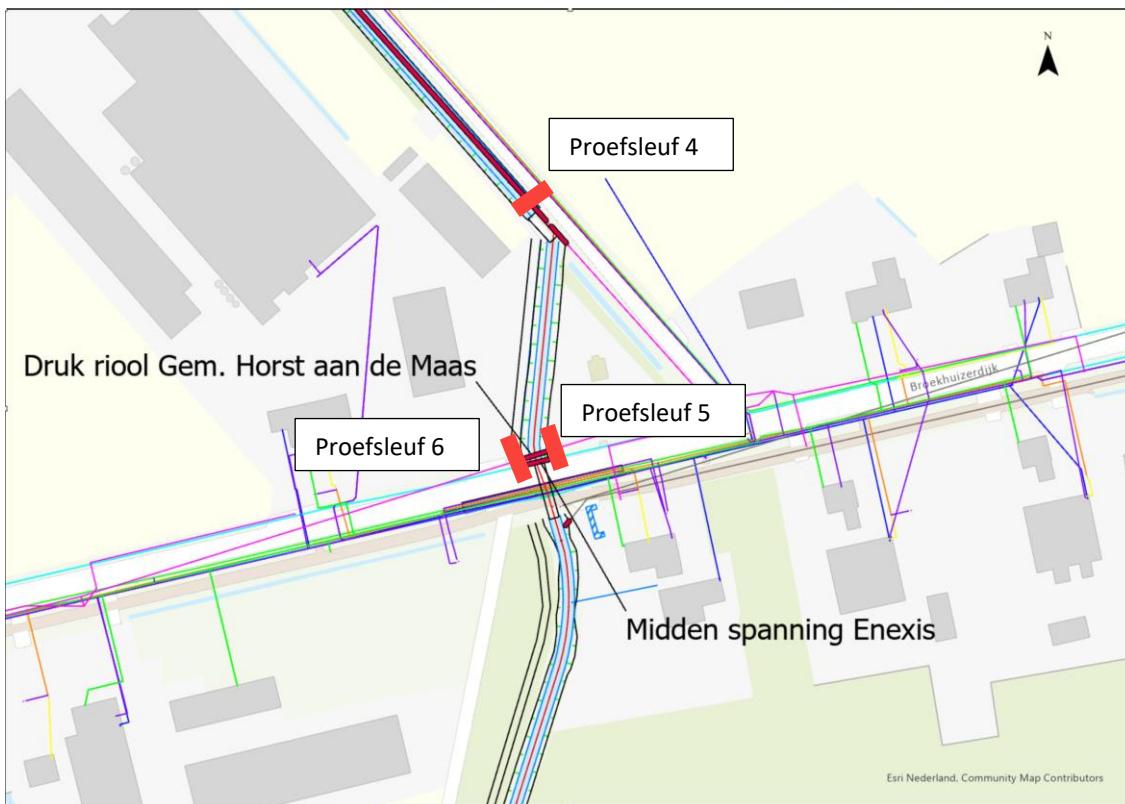 N
Proefsleuf 4
Druk riool Gem. Horst aan de Maas
Broekhuizerdijk
Proefsleuf 5
Proefsleuf 6
Midden spanning Enexis
Esri Nederland, Community Map Contributors